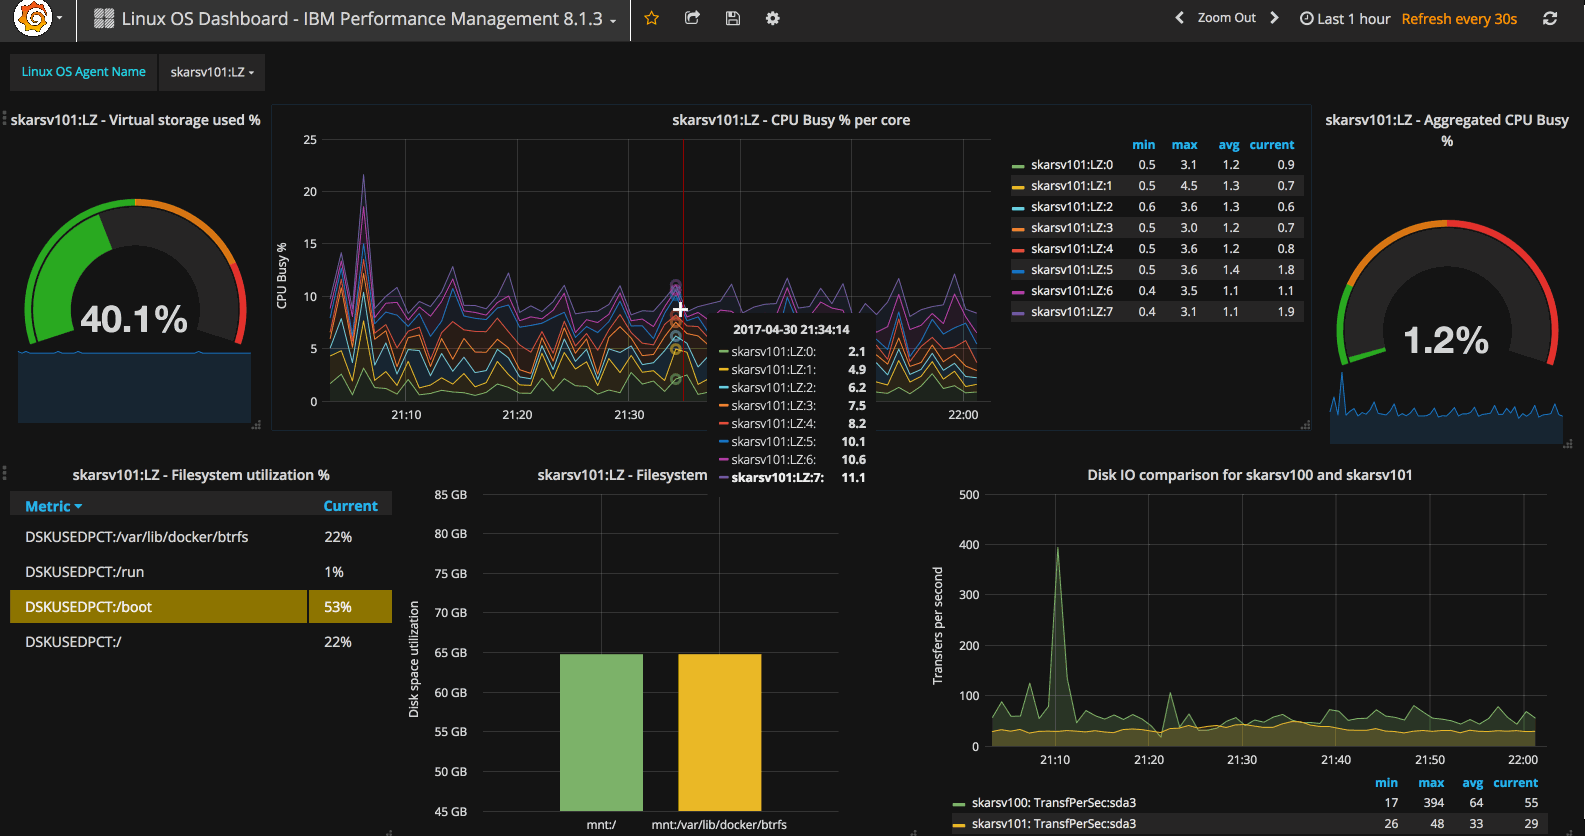 Linux OS Dashboard - IBM Performance Management 8.1.3
Zoom Out
Last 1 hour
Refresh every 30s
Linux OS Agent Name
skarsv101:LZ
skarsv101:LZ - Virtual storage used %
40.1%
skarsv101:LZ - CPU Busy % per core
CPU Busy %
25
20
15
10
5
0
21:10
21:20
21:30
22:00
min max avg current
skarsv101:LZ:0 0.5 3.1 1.2 0.9
skarsv101:LZ:1 0.5 4.5 1.3 0.7
skarsv101:LZ:2 0.6 3.6 1.3 0.6
skarsv101:LZ:3 0.5 3.0 1.2 0.7
skarsv101:LZ:4 0.5 3.6 1.2 0.8
skarsv101:LZ:5 0.5 3.6 1.4 1.8
skarsv101:LZ:6 0.4 3.5 1.1 1.1
skarsv101:LZ:7 0.4 3.1 1.1 1.9
2017-04-30 21:34:14
skarsv101:LZ:0: 2.1
skarsv101:LZ:1: 4.9
skarsv101:LZ:2: 6.2
skarsv101:LZ:3: 7.5
skarsv101:LZ:4: 8.2
skarsv101:LZ:5: 10.1
skarsv101:LZ:6: 10.6
skarsv101:LZ:7: 11.1
skarsv101:LZ - Aggregated CPU Busy
%
1.2%
skarsv101:LZ - Filesystem utilization %
Metric Current
DSKUSEDPCT:/var/lib/docker/btrfs 22%
DSKUSEDPCT:/run 1%
DSKUSEDPCT:/boot 53%
DSKUSEDPCT:/ 22%
skarsv101:LZ - Filesystem
Disk space utilization
85 GB
80 GB
75 GB
70 GB
65 GB
60 GB
55 GB
50 GB
45 GB
mnt:/
mnt:/var/lib/docker/btrfs
Disk IO comparison for skarsv100 and skarsv101
Transfers per second
500
400
300
200
100
0
21:10
21:20
21:30
21:40
21:50
22:00
min max avg current
skarsv100: TransfPerSec:sda3 17 394 64 55
skarsv101: TransfPerSec:sda3 26 48 33 29